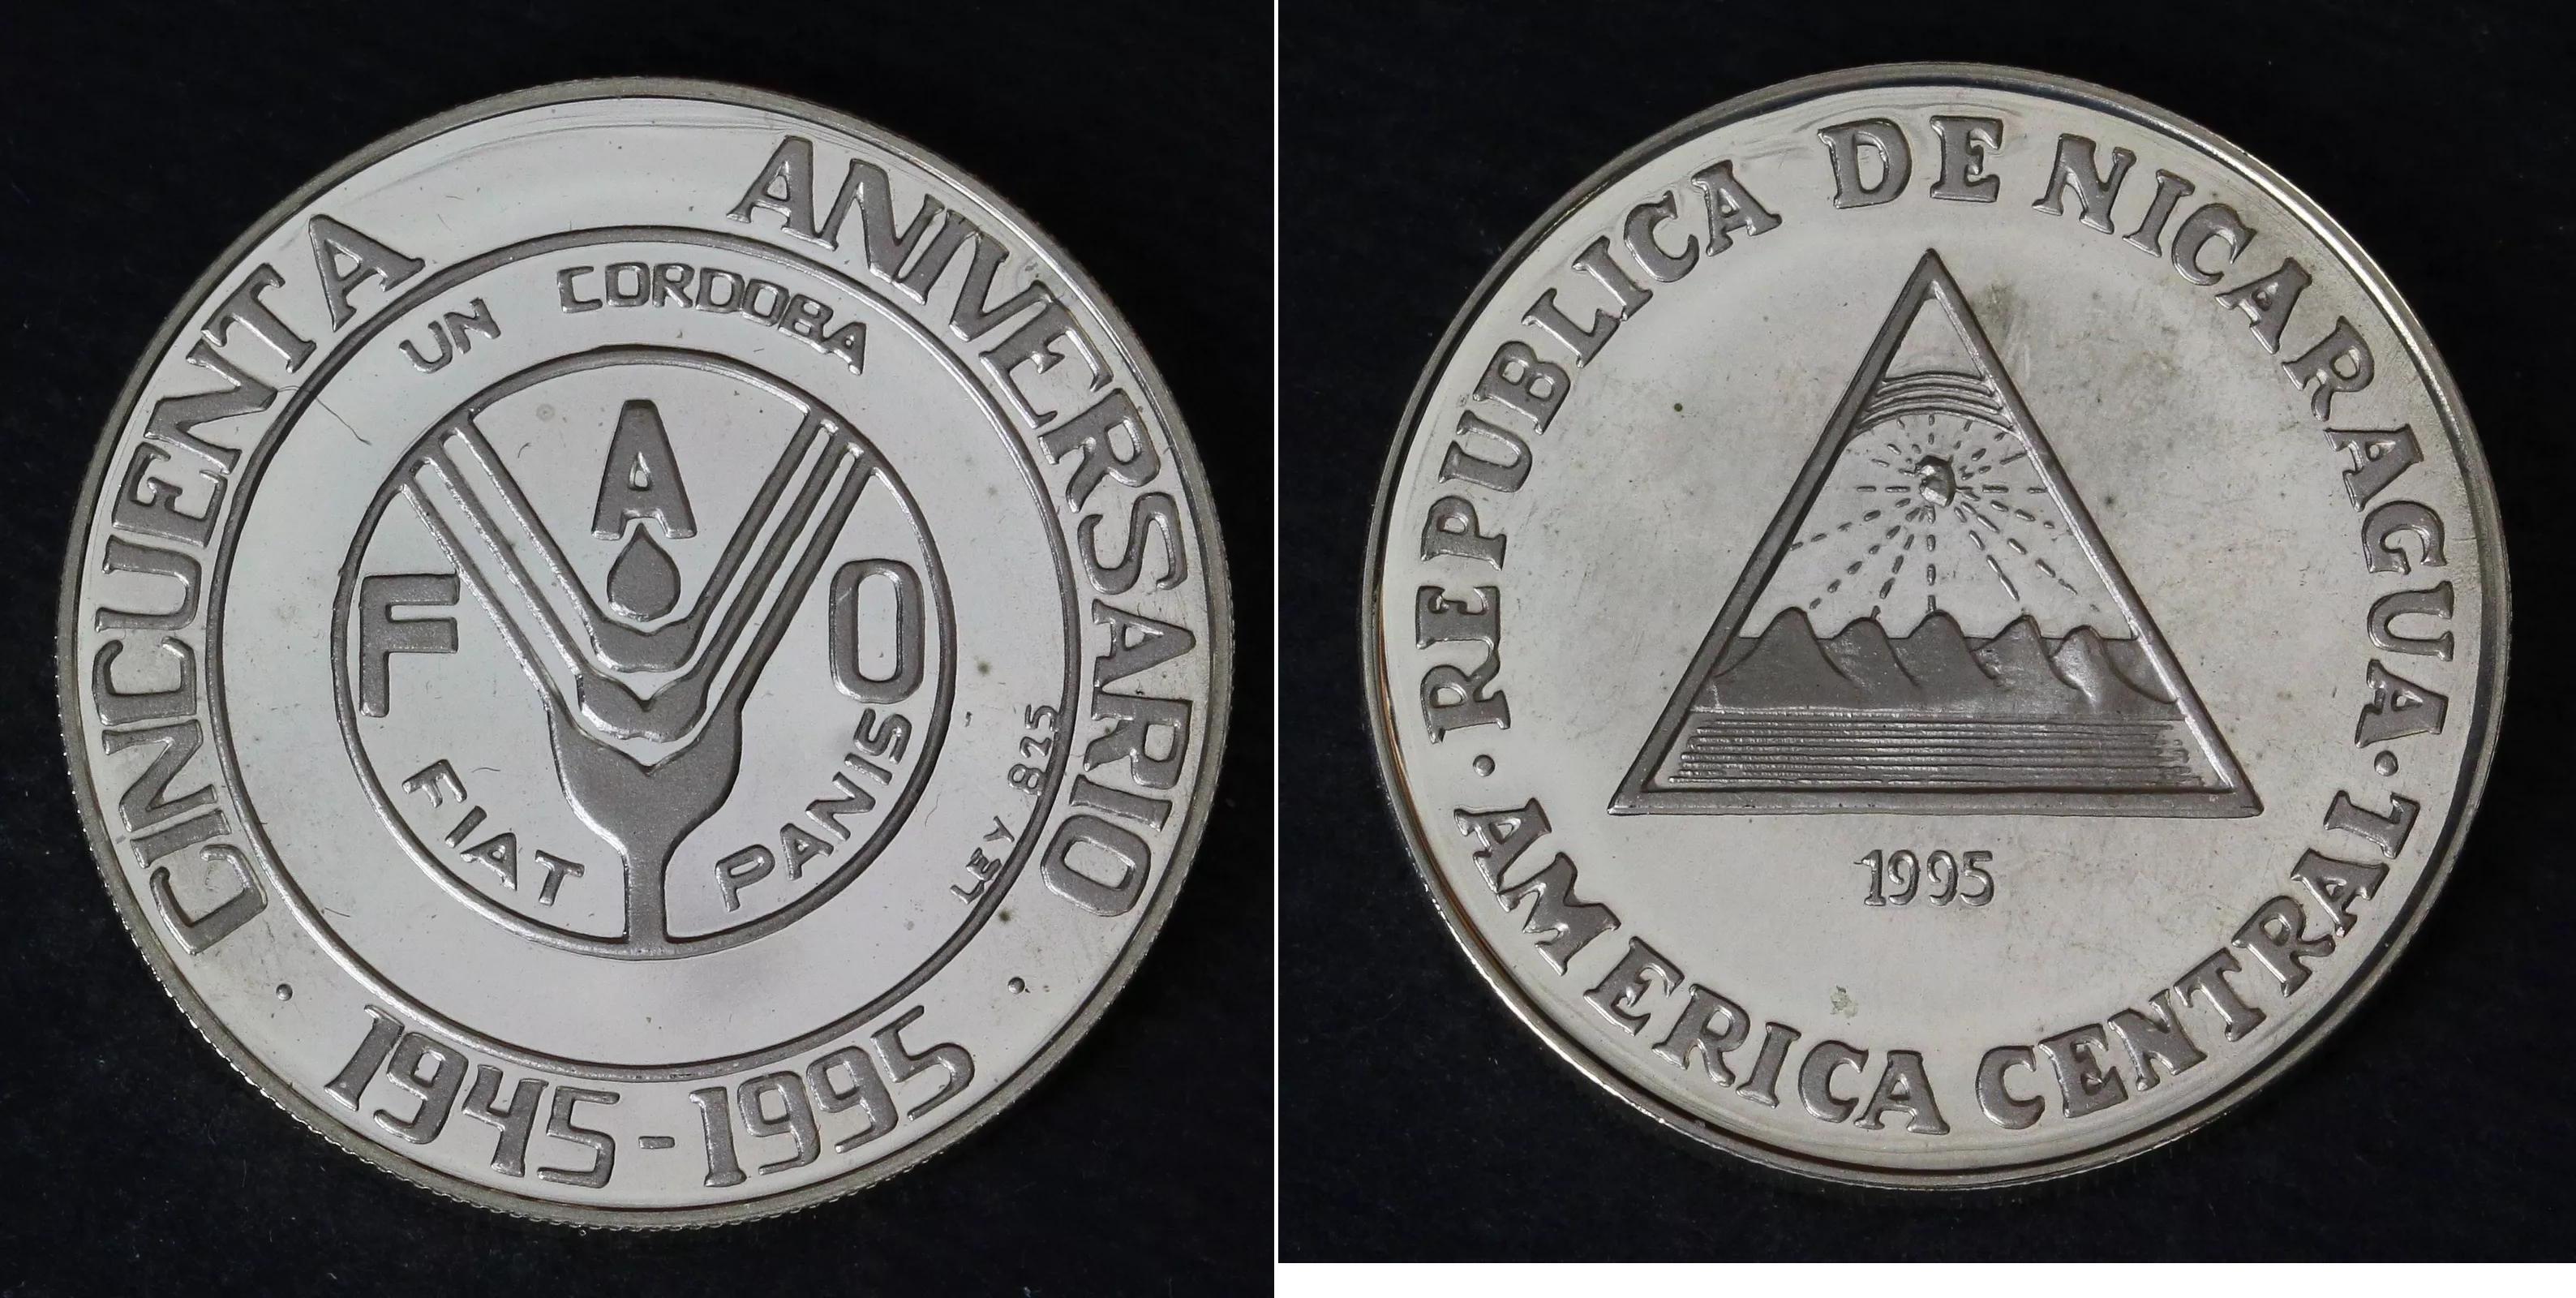 CINCUENTA ANIVERSARIO
UN CORDOBA
F A O
FIAT PANIS
LEY 825
· 1945-1995 ·
REPUBLICA DE NICARAGUA
1995
· AMERICA CENTRAL ·